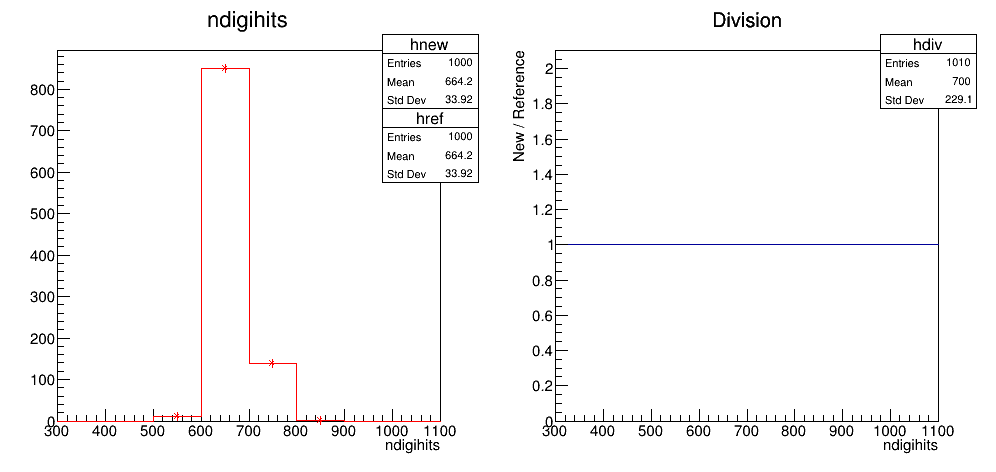 ndigihits
hnew
Entries 1000
Mean 664.2
Std Dev 33.92
href
Entries 1000
Mean 664.2
Std Dev 33.92
800
700
600
500
400
300
200
100
0
300 400 500 600 700 800 900 1000 1100
ndigihits
Division
hdiv
Entries 1010
Mean 700
Std Dev 229.1
New / Reference
2
1.8
1.6
1.4
1.2
1
0.8
0.6
0.4
0.2
0
300 400 500 600 700 800 900 1000 1100
ndigihits